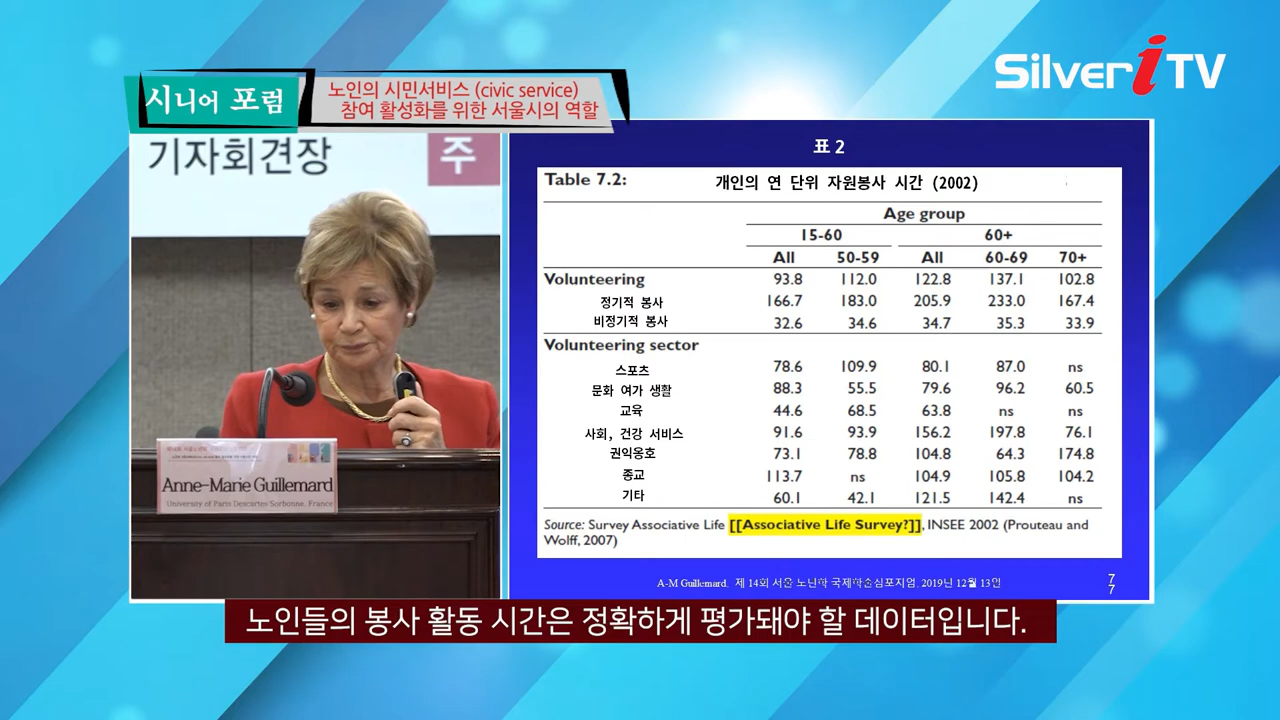 Silver i TV
시니어 포럼
노인의 시민서비스 (civic service)
참여 활성화를 위한 서울시의 역할
기자회견장
주
Anne-Marie Guillemard
University of Paris Descartes Sorbonne, France
표 2
Table 7.2: 개인의 연 단위 자원봉사 시간 (2002)
Age group
15-60 60+
All 50-59 All 60-69 70+
Volunteering 93.8 112.0 122.8 137.1 102.8
정기적 봉사 166.7 183.0 205.9 233.0 167.4
비정기적 봉사 32.6 34.6 34.7 35.3 33.9
Volunteering sector
스포츠 78.6 109.9 80.1 87.0 ns
문화 여가 생활 88.3 55.5 79.6 96.2 60.5
교육 44.6 68.5 63.8 ns ns
사회, 건강 서비스 91.6 93.9 156.2 197.8 76.1
권익옹호 73.1 78.8 104.8 64.3 174.8
종교 113.7 ns 104.9 105.8 104.2
기타 60.1 42.1 121.5 142.4 ns
Source: Survey Associative Life [[Associative Life Survey?]], INSEE 2002 (Prouteau and
Wolff, 2007)
A-M Guillemard, 제 14회 서울 노년학 국제학술심포지엄, 2019년 12월 13일
7
7
노인들의 봉사 활동 시간은 정확하게 평가돼야 할 데이터입니다.